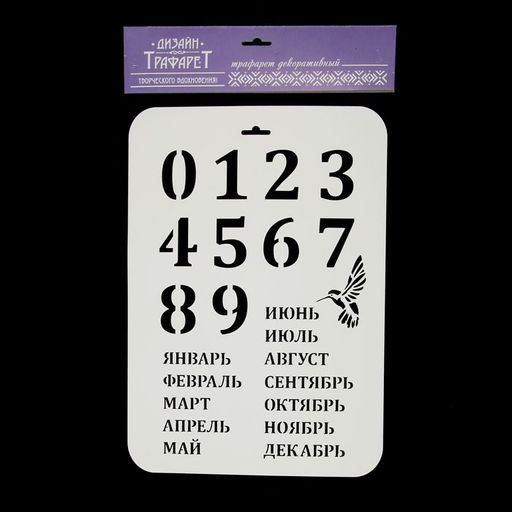 ДИЗАЙН
ТРАФАРЕТ
ТВОРЧЕСКОГО ВДОХНОВЕНИЯ!
трафарет декоративный
0123
4567
89
ИЮНЬ
ИЮЛЬ
ЯНВАРЬ АВГУСТ
ФЕВРАЛЬ СЕНТЯБРЬ
МАРТ ОКТЯБРЬ
АПРЕЛЬ НОЯБРЬ
МАЙ ДЕКАБРЬ